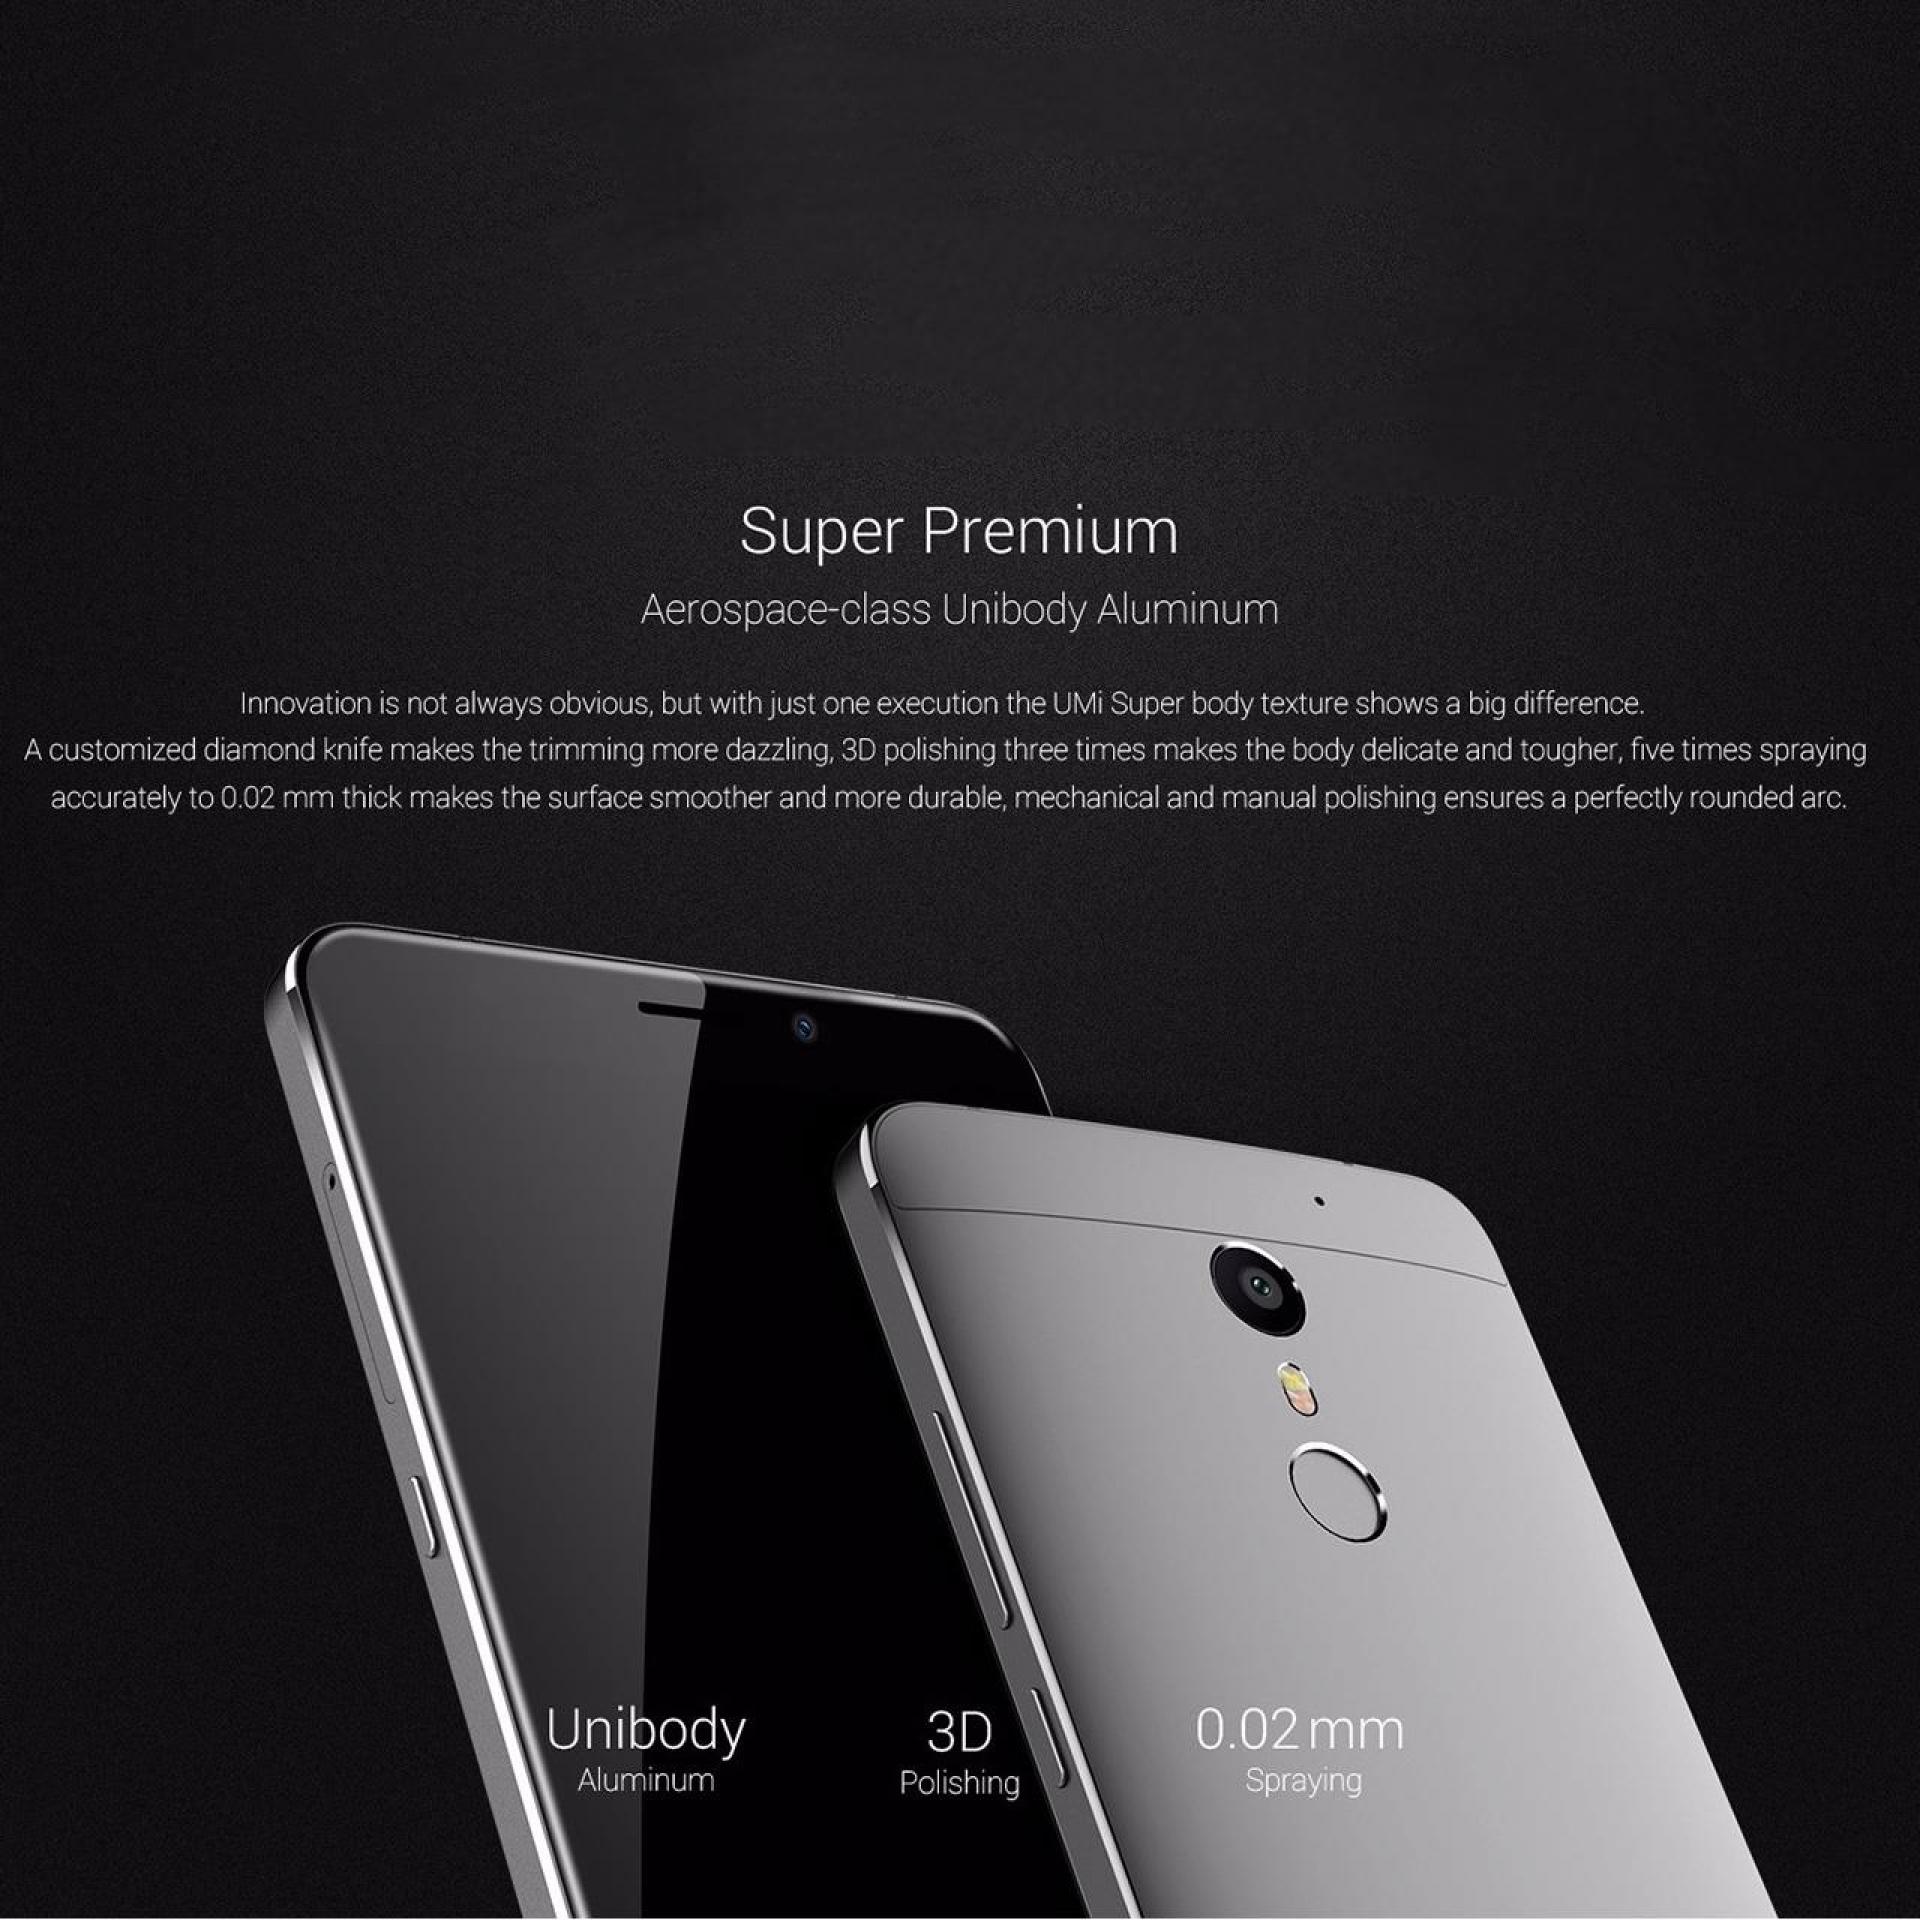 Super Premium
Aerospace-class Unibody Aluminum
Innovation is not always obvious, but with just one execution the UMi Super body texture shows a big difference.
A customized diamond knife makes the trimming more dazzling, 3D polishing three times makes the body delicate and tougher, five times spraying
accurately to 0.02 mm thick makes the surface smoother and more durable, mechanical and manual polishing ensures a perfectly rounded arc.
Unibody
Aluminum
3D
Polishing
0.02 mm
Spraying